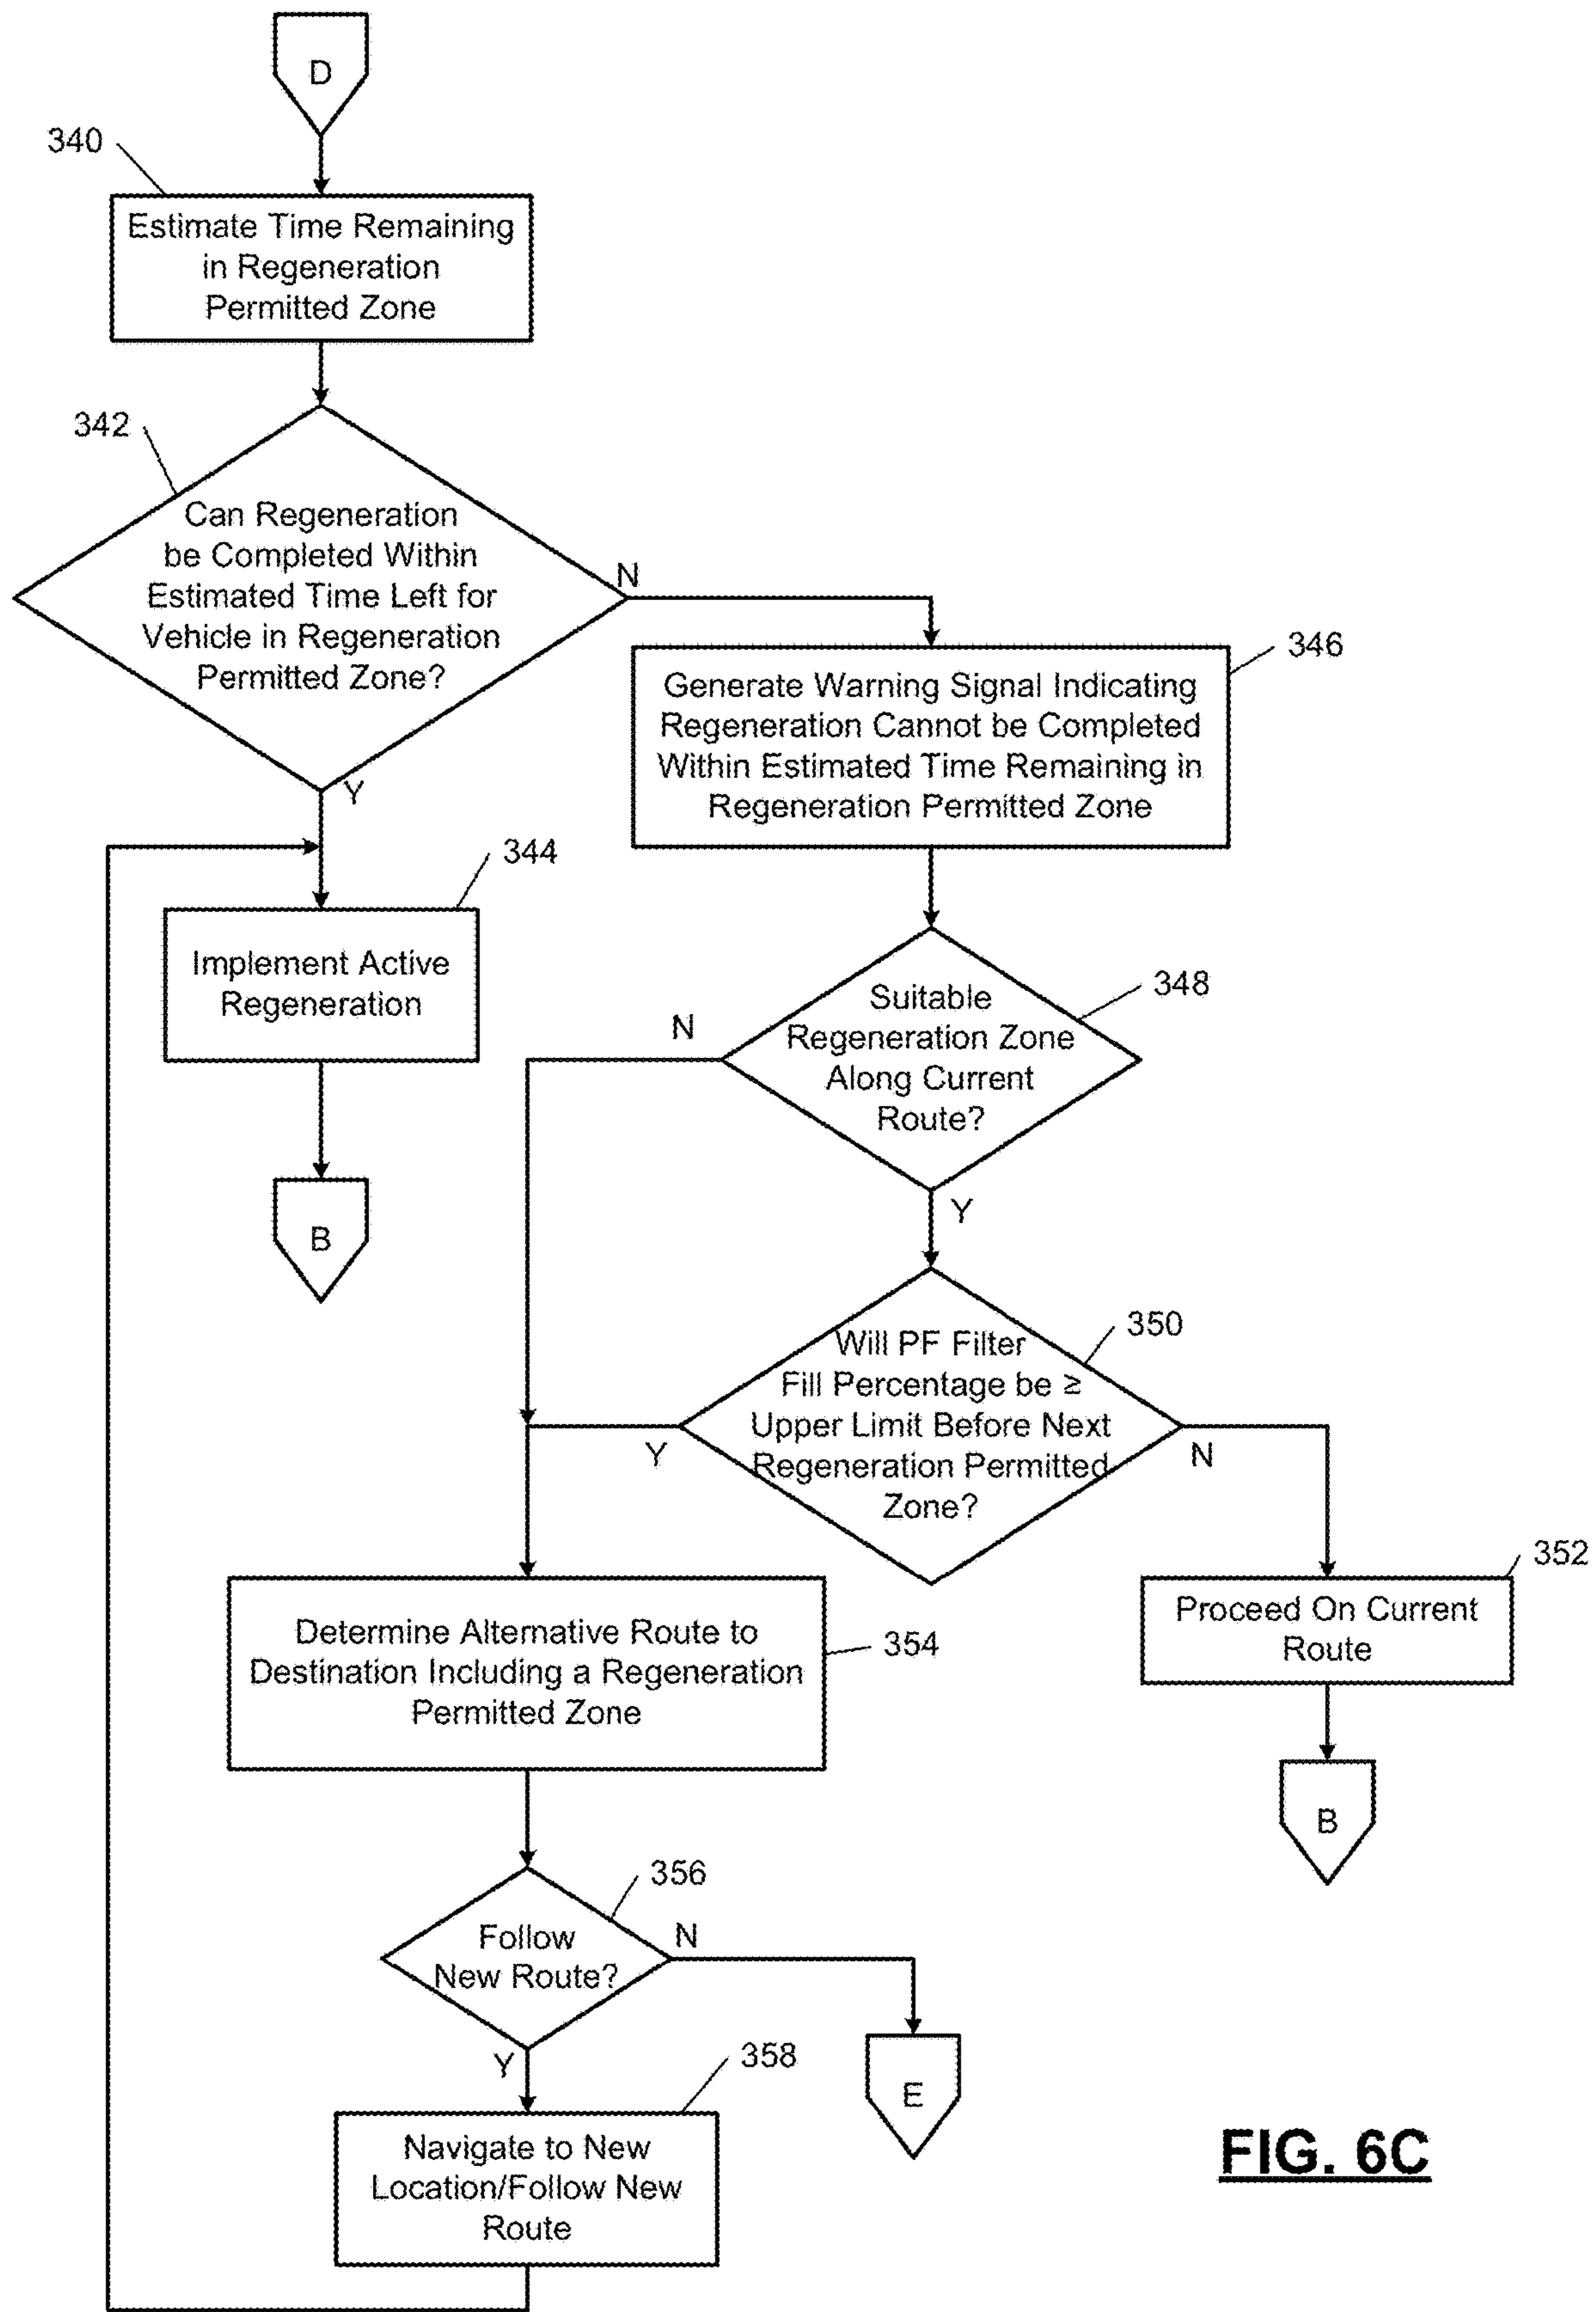 D
340
Estimate Time Remaining
in Regeneration
Permitted Zone
342
Can Regeneration
be Completed Within
Estimated Time Left for
Vehicle in Regeneration
Permitted Zone?
N
Y
346
Generate Warning Signal Indicating
Regeneration Cannot be Completed
Within Estimated Time Remaining in
Regeneration Permitted Zone
344
Implement Active
Regeneration
B
348
Suitable
Regeneration Zone
Along Current
Route?
N
Y
350
Will PF Filter
Fill Percentage be ≥
Upper Limit Before Next
Regeneration Permitted
Zone?
Y
N
352
Proceed On Current
Route
B
354
Determine Alternative Route to
Destination Including a Regeneration
Permitted Zone
356
Follow
New Route?
N
Y
E
358
Navigate to New
Location/Follow New
Route
FIG. 6C